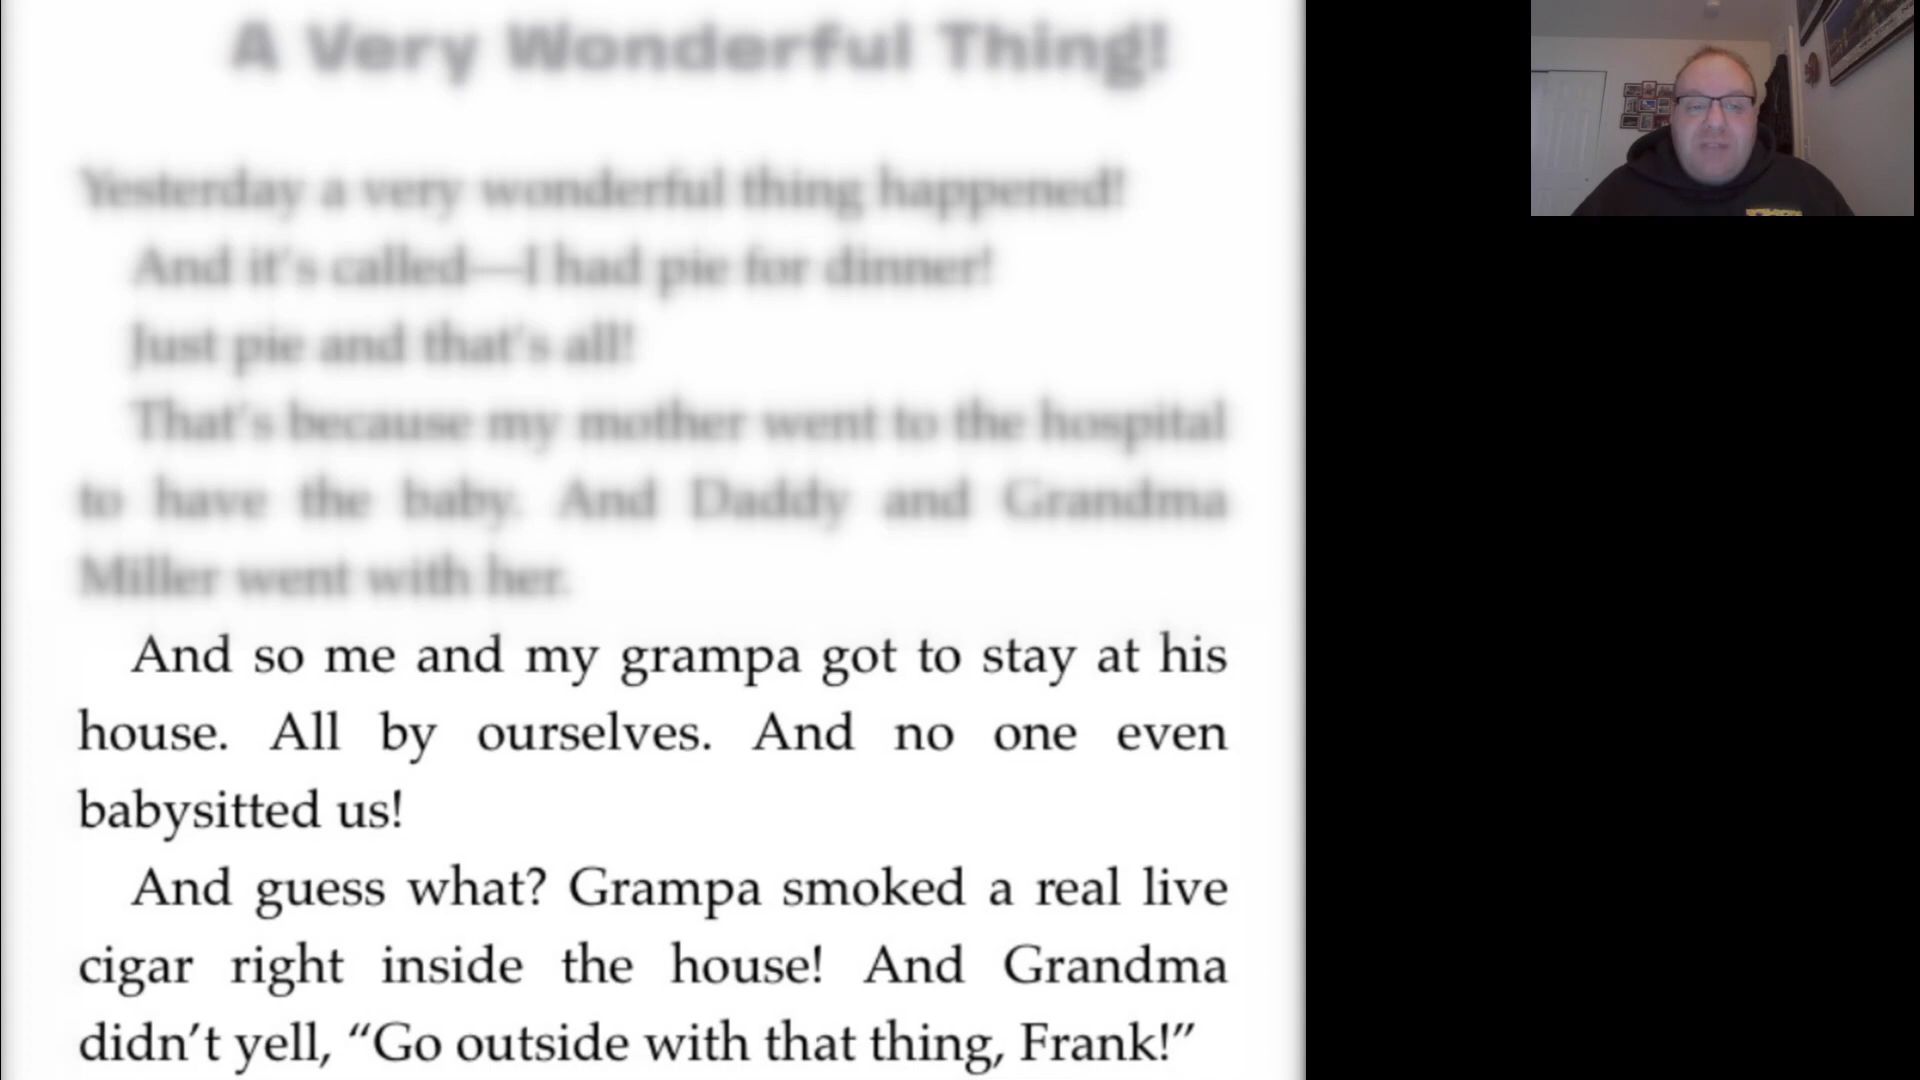 A Very Wonderful Thing!
Yesterday a very wonderful thing happened!
And it's called—I had pie for dinner!
Just pie and that's all!
That's because my mother went to the hospital
to have the baby. And Daddy and Grandma
Miller went with her.
And so me and my grampa got to stay at his
house. All by ourselves. And no one even
babysitted us!
And guess what? Grampa smoked a real live
cigar right inside the house! And Grandma
didn’t yell, “Go outside with that thing, Frank!”